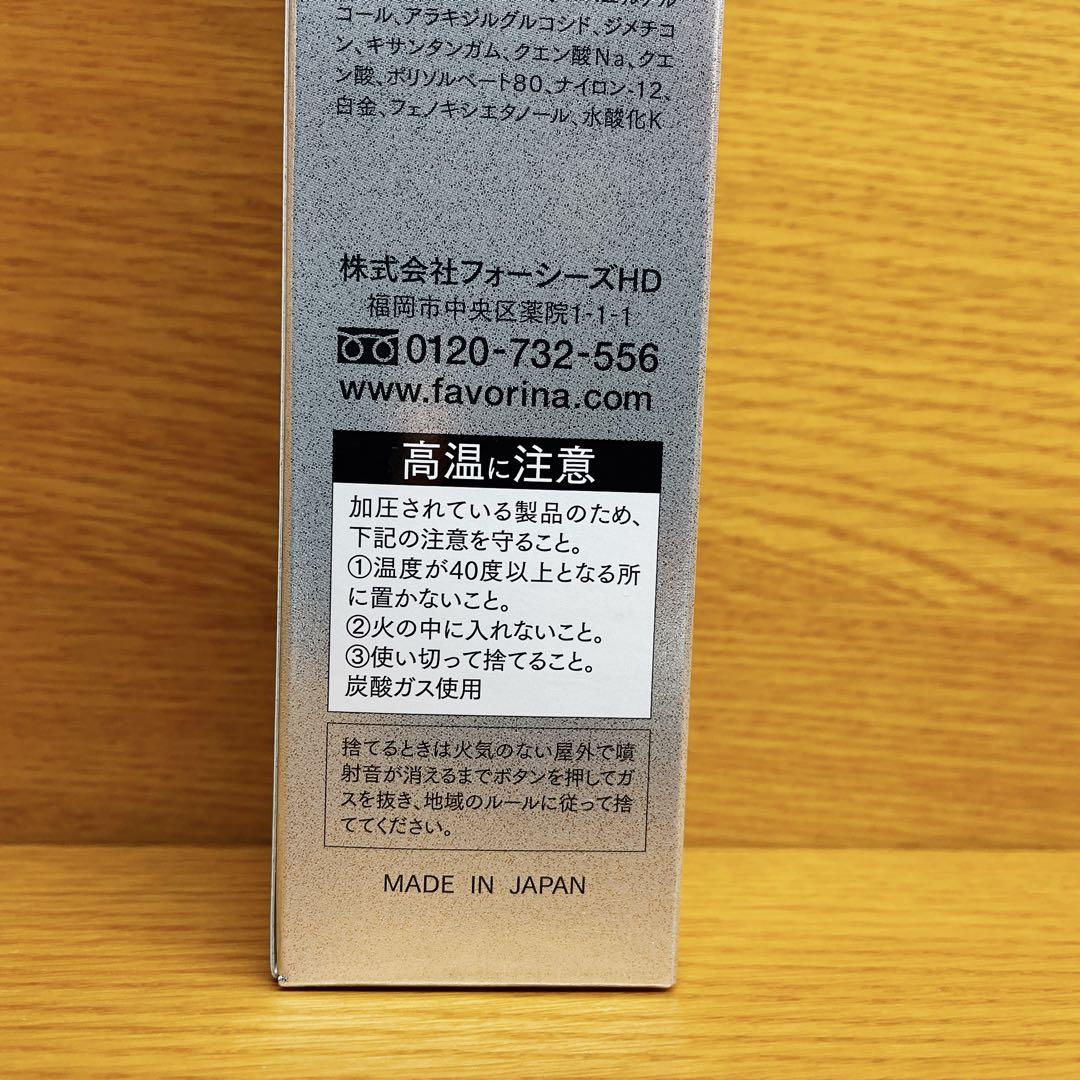 コール、アラキジルグルコシド、ジメチコ
ン、キサンタンガム、クエン酸Na、クエ
ン酸、ポリソルベート80、ナイロン-12、
白金、フェノキシエタノール、水酸化K
株式会社フォーシーズHD
福岡市中央区薬院1-1-1
0120-732-556
www.favorina.com
高温に注意
加圧されている製品のため、
下記の注意を守ること。
①温度が40度以上となる所
に置かないこと。
②火の中に入れないこと。
③使い切って捨てること。
炭酸ガス使用
捨てるときは火気のない屋外で噴
射音が消えるまでボタンを押してガ
スを抜き、地域のルールに従って捨
ててください。
MADE IN JAPAN